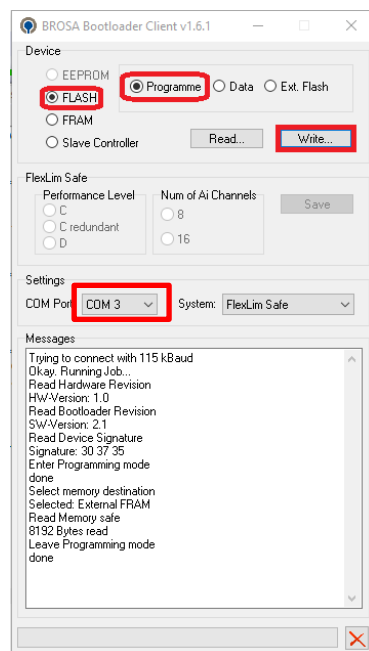 BROSA Bootloader Client v1.6.1
Device
EEPROM
FLASH
FRAM
Slave Controller
Programme Data Ext. Flash
Read... Write...
FlexLim Safe
Performance Level
C
C redundant
D
Num of Ai Channels
8
16
Save
Settings
COM Port COM 3 System: FlexLim Safe
Messages
Trying to connect with 115 kBaud
Okay. Running Job...
Read Hardware Revision
HW-Version: 1.0
Read Bootloader Revision
SW-Version: 2.1
Read Device Signature
Signature: 30 37 35
Enter Programming mode
done
Select memory destination
Selected: External FRAM
Read Memory safe
8192 Bytes read
Leave Programming mode
done